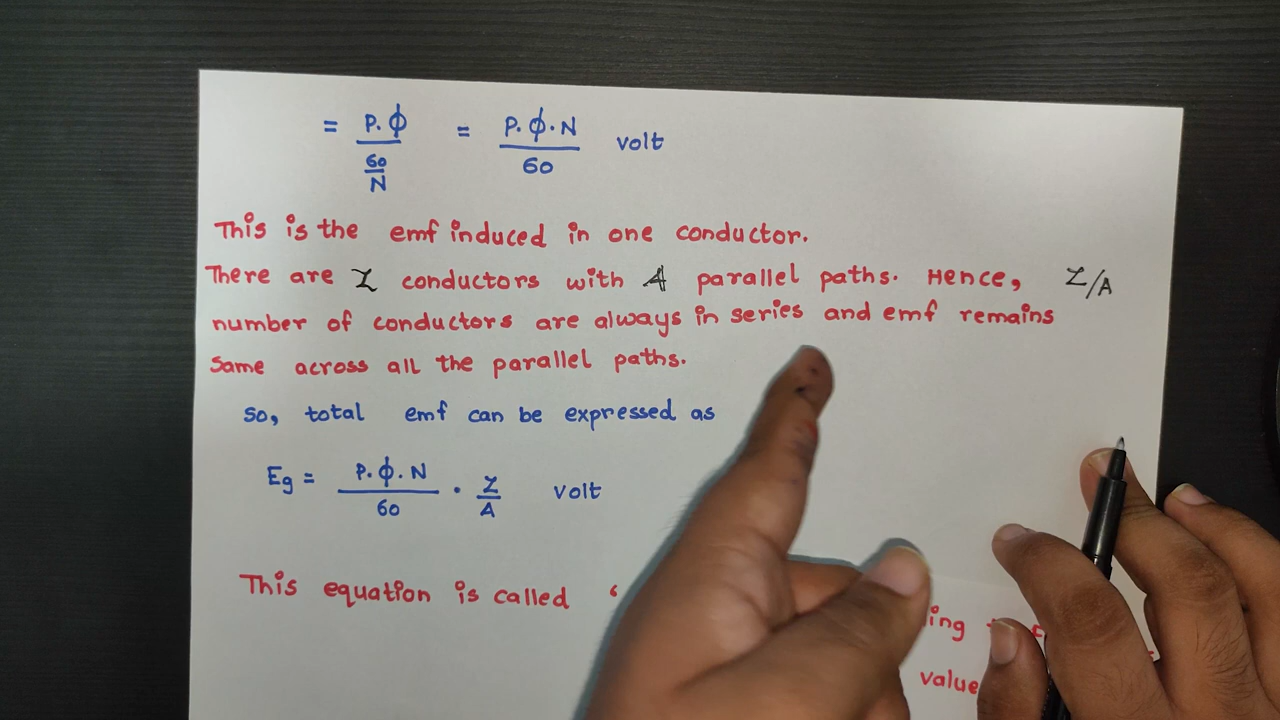 = P.ϕ / (60/N) = P.ϕ.N / 60 volt
This is the emf induced in one conductor.
There are Z conductors with A parallel paths. Hence, Z/A
number of conductors are always in series and emf remains
Same across all the parallel paths.
So, total emf can be expressed as
Eg = P.ϕ.N / 60 . Z / A volt
This equation is called ‘ ing
value